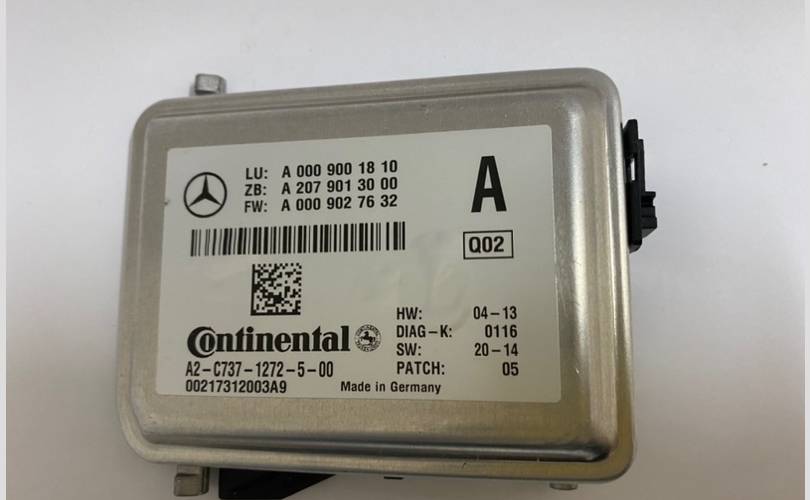 LU: A 000 900 18 10
ZB: A 207 901 30 00
FW: A 000 902 76 32
A
Q02
Continental
A2-C737-1272-5-00
00217312003A9
HW: 04-13
DIAG-K: 0116
SW: 20-14
PATCH: 05
Made in Germany